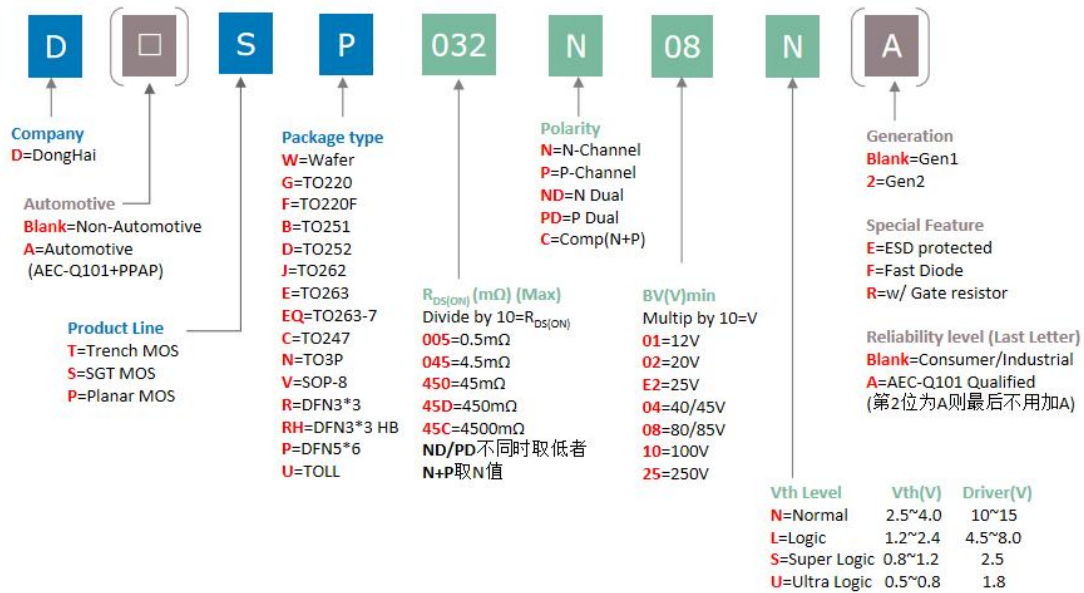 D □ S P 032 N 08 N A
Company
D=DongHai
Automotive
Blank=Non-Automotive
A=Automotive
(AEC-Q101+PPAP)
Product Line
T=Trench MOS
S=SGT MOS
P=Planar MOS
Package type
W=Wafer
G=TO220
F=TO220F
B=TO251
D=TO252
J=TO262
E=TO263
EQ=TO263-7
C=TO247
N=TO3P
V=SOP-8
R=DFN3*3
RH=DFN3*3 HB
P=DFN5*6
U=TOLL
R_DS(ON) (mΩ) (Max)
Divide by 10=R_DS(ON)
005=0.5mΩ
045=4.5mΩ
450=45mΩ
45D=450mΩ
45C=4500mΩ
ND/PD不同时取低者
N+P取N值
Polarity
N=N-Channel
P=P-Channel
ND=N Dual
PD=P Dual
C=Comp(N+P)
BV(V)min
Multip by 10=V
01=12V
02=20V
E2=25V
04=40/45V
08=80/85V
10=100V
25=250V
Vth Level Vth(V) Driver(V)
N=Normal 2.5~4.0 10~15
L=Logic 1.2~2.4 4.5~8.0
S=Super Logic 0.8~1.2 2.5
U=Ultra Logic 0.5~0.8 1.8
Generation
Blank=Gen1
2=Gen2
Special Feature
E=ESD protected
F=Fast Diode
R=w/ Gate resistor
Reliability level (Last Letter)
Blank=Consumer/Industrial
A=AEC-Q101 Qualified
(第2位为A则最后不用加A)